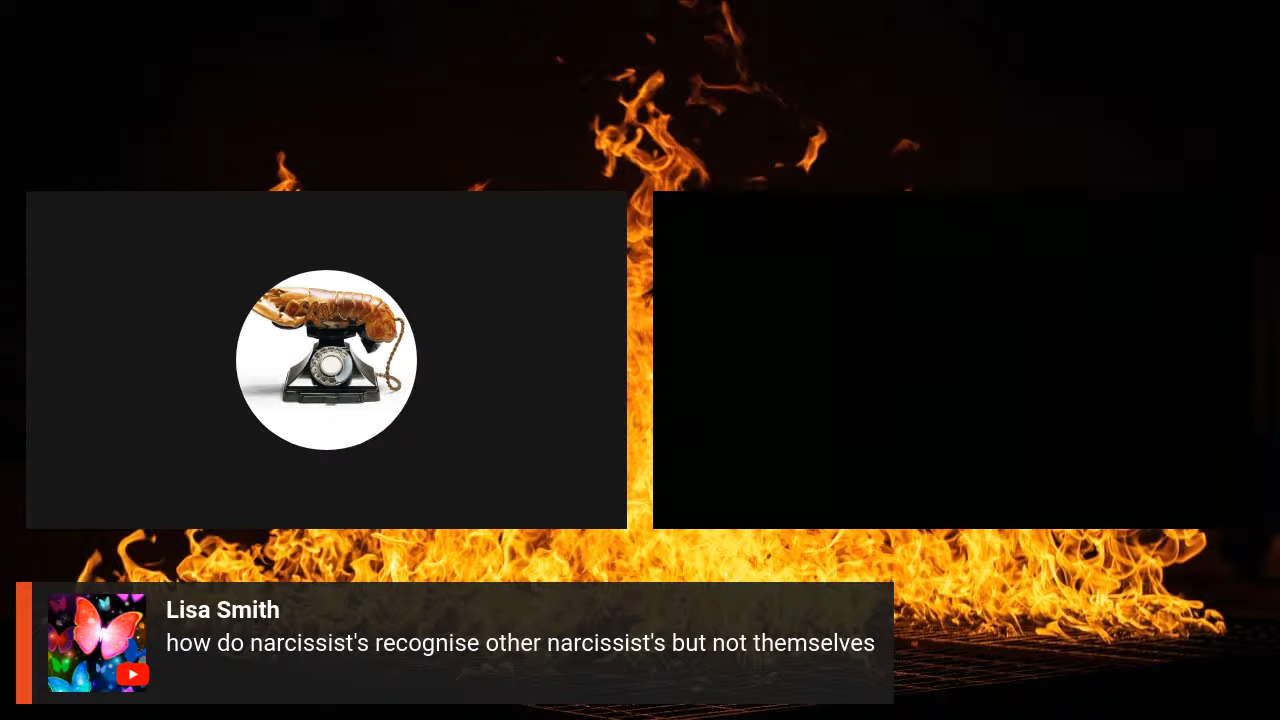 Lisa Smith
how do narcissist's recognise other narcissist's but not themselves